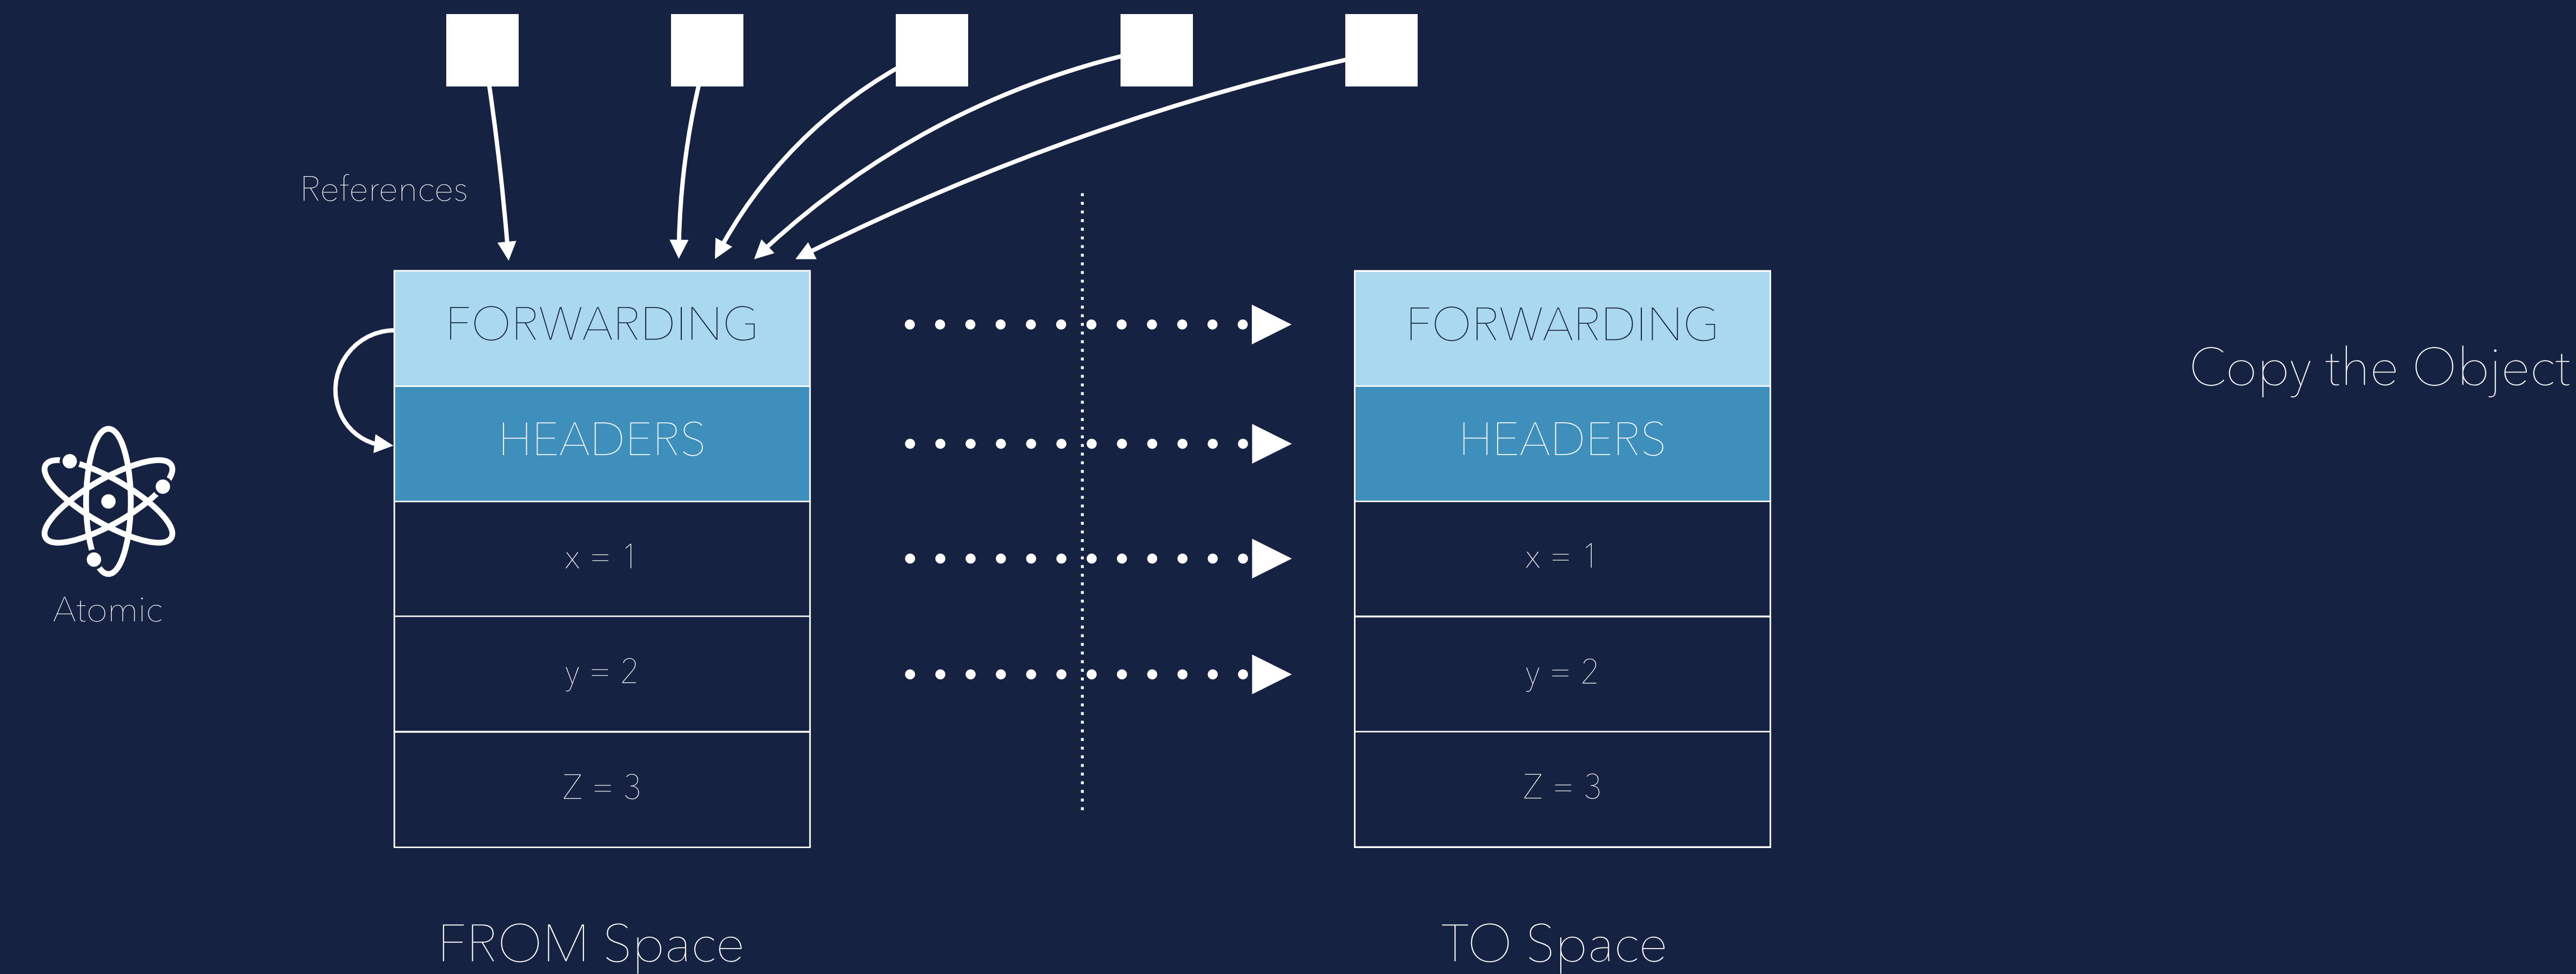 References
FORWARDING
HEADERS
x = 1
y = 2
Z = 3
FROM Space
Atomic
FORWARDING
HEADERS
x = 1
y = 2
Z = 3
TO Space
Copy the Object